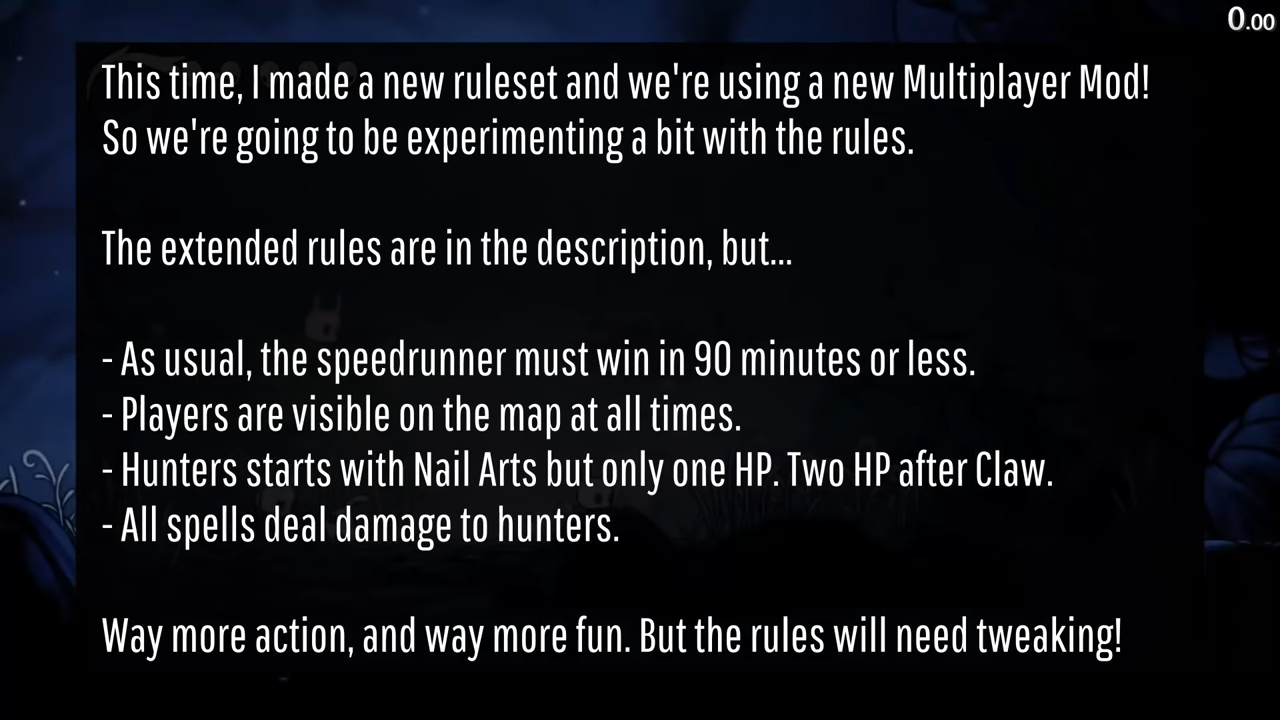 0.00
This time, I made a new ruleset and we're using a new Multiplayer Mod!
So we're going to be experimenting a bit with the rules.
The extended rules are in the description, but...
- As usual, the speedrunner must win in 90 minutes or less.
- Players are visible on the map at all times.
- Hunters starts with Nail Arts but only one HP. Two HP after Claw.
- All spells deal damage to hunters.
Way more action, and way more fun. But the rules will need tweaking!